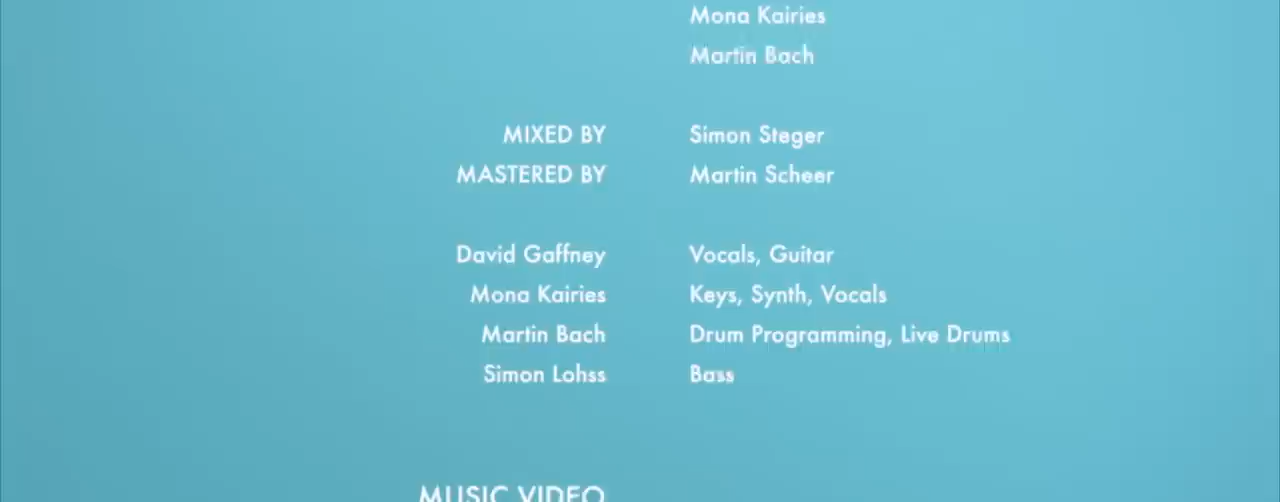 Mona Kairies
Martin Bach
MIXED BY Simon Steger
MASTERED BY Martin Scheer
David Gaffney Vocals, Guitar
Mona Kairies Keys, Synth, Vocals
Martin Bach Drum Programming, Live Drums
Simon Lohss Bass
MUSIC VIDEO